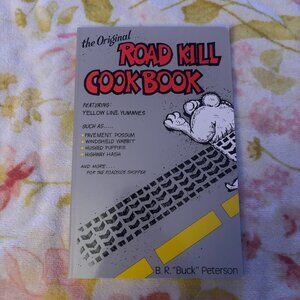 the Original
ROAD KILL
COOKBOOK
FEATURING:
YELLOW LINE YUMMIES
SUCH AS.....
• PAVEMENT POSSUM
• WINDSHIELD WABBIT
• HUSHED PUPPIES
• HIGHWAY HASH
AND MORE.....
FOR THE ROADSIDE SHOPPER
B. R. "Buck" Peterson